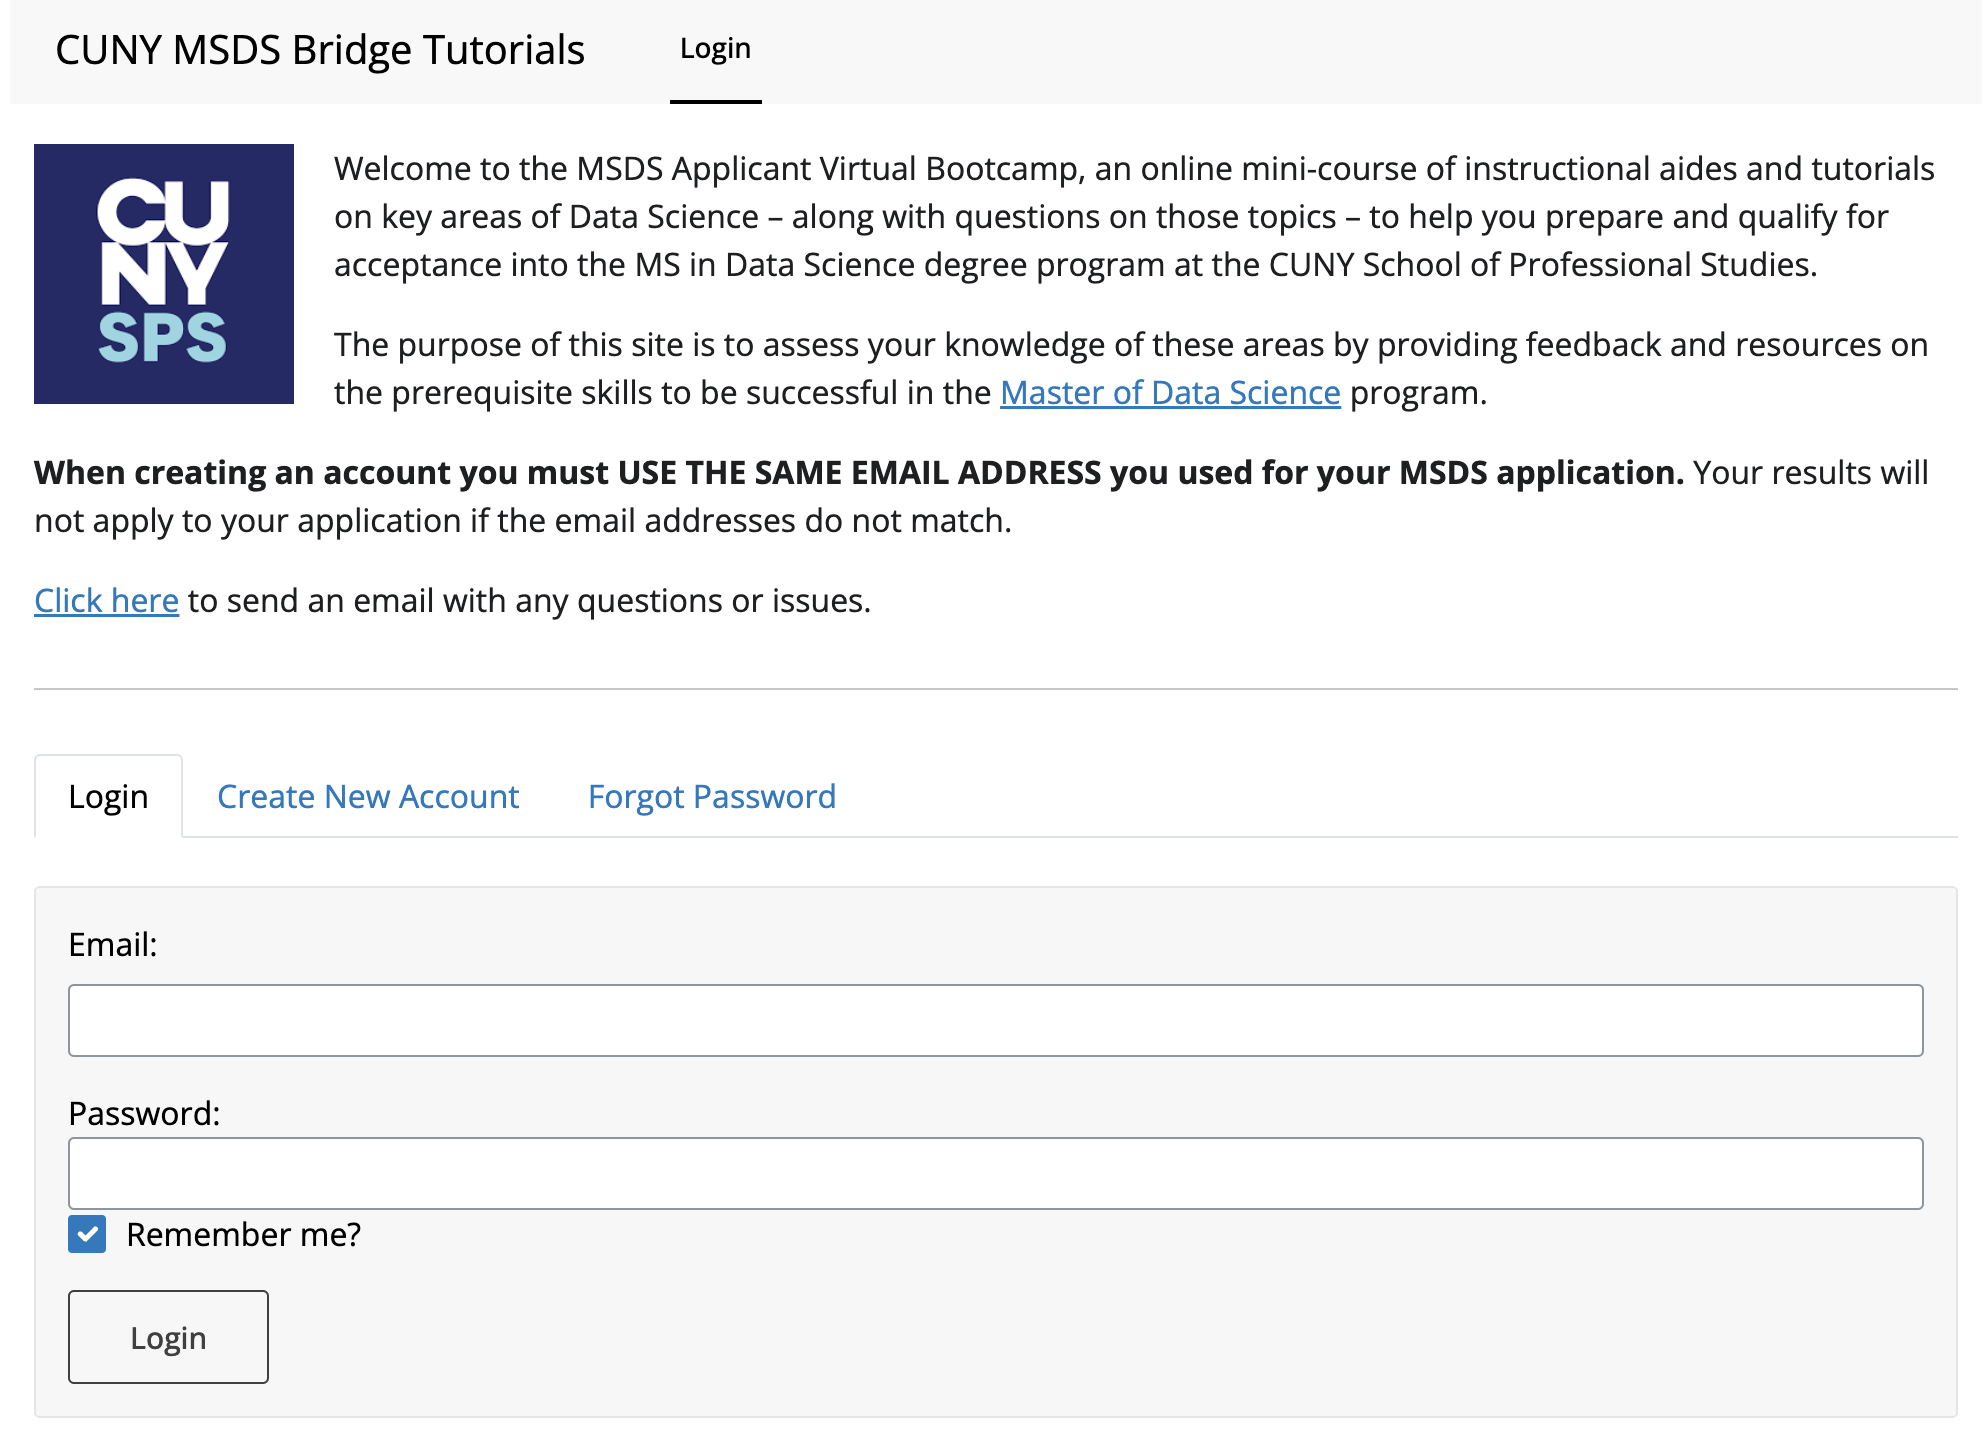 CUNY MSDS Bridge Tutorials
Login
CU
NY
SPS
Welcome to the MSDS Applicant Virtual Bootcamp, an online mini-course of instructional aides and tutorials
on key areas of Data Science – along with questions on those topics – to help you prepare and qualify for
acceptance into the MS in Data Science degree program at the CUNY School of Professional Studies.
The purpose of this site is to assess your knowledge of these areas by providing feedback and resources on
the prerequisite skills to be successful in the Master of Data Science program.
When creating an account you must USE THE SAME EMAIL ADDRESS you used for your MSDS application. Your results will
not apply to your application if the email addresses do not match.
Click here to send an email with any questions or issues.
Login
Create New Account
Forgot Password
Email:
Password:
Remember me?
Login